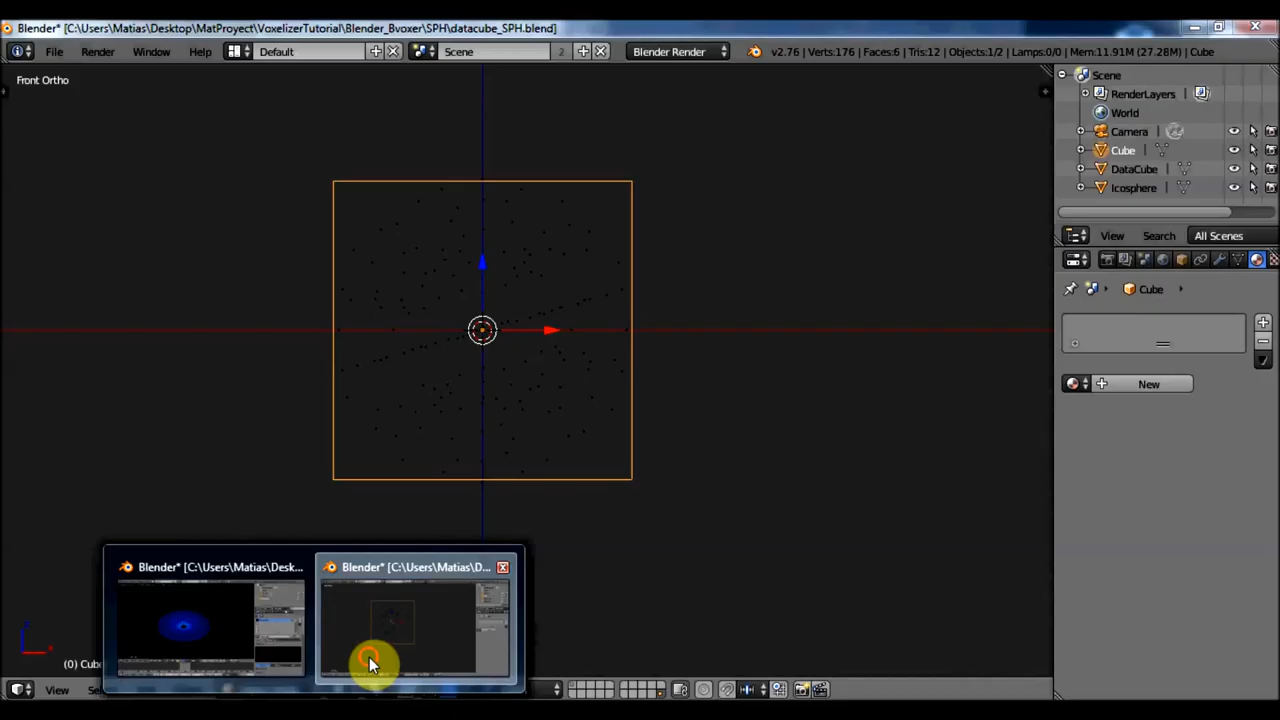 Blender* [C:\Users\Matias\Desktop\MatProyect\VoxelizerTutorial\Blender_Bvoxer\SPH\datacube_SPH.blend]
File Render Window Help Default Scene 2 Blender Render v2.76 | Verts:176 | Faces:6 | Tris:12 | Objects:1/2 | Lamps:0/0 | Mem:11.91M (27.28M) | Cube
Front Ortho
Scene
RenderLayers
World
Camera
Cube
DataCube
Icosphere
View Search All Scenes
Cube
New
Blender* [C:\Users\Matias\Desk... Blender* [C:\Users\Matias\D...
(0) Cub
View